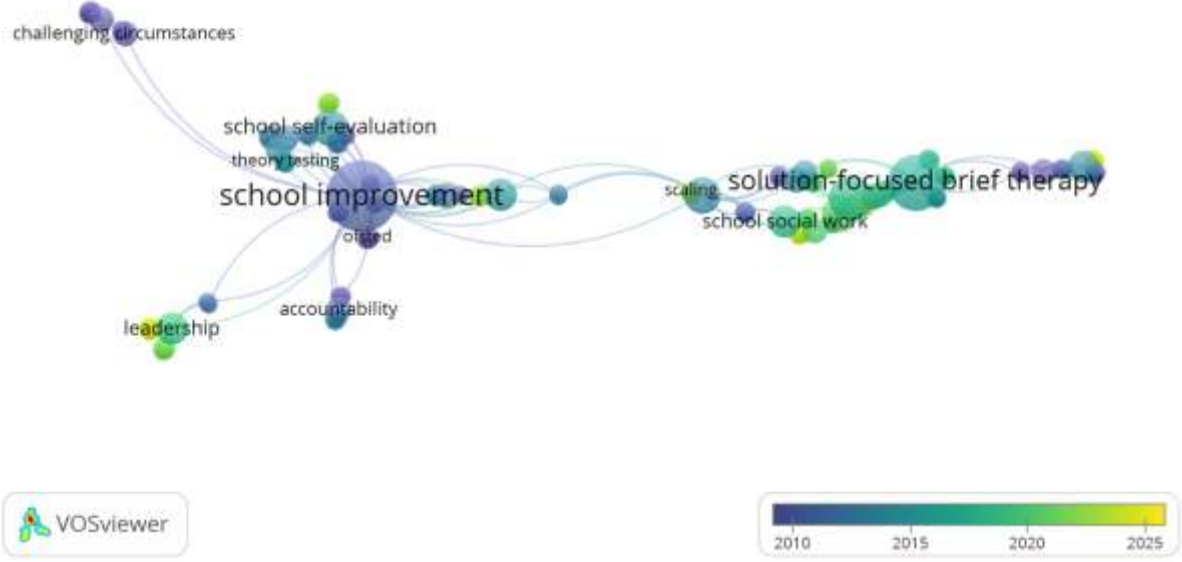 challenging circumstances
school self-evaluation
theory testing
school improvement
ofsted
scaling
solution-focused brief therapy
school social work
accountability
leadership
VOSviewer
2010
2015
2020
2025